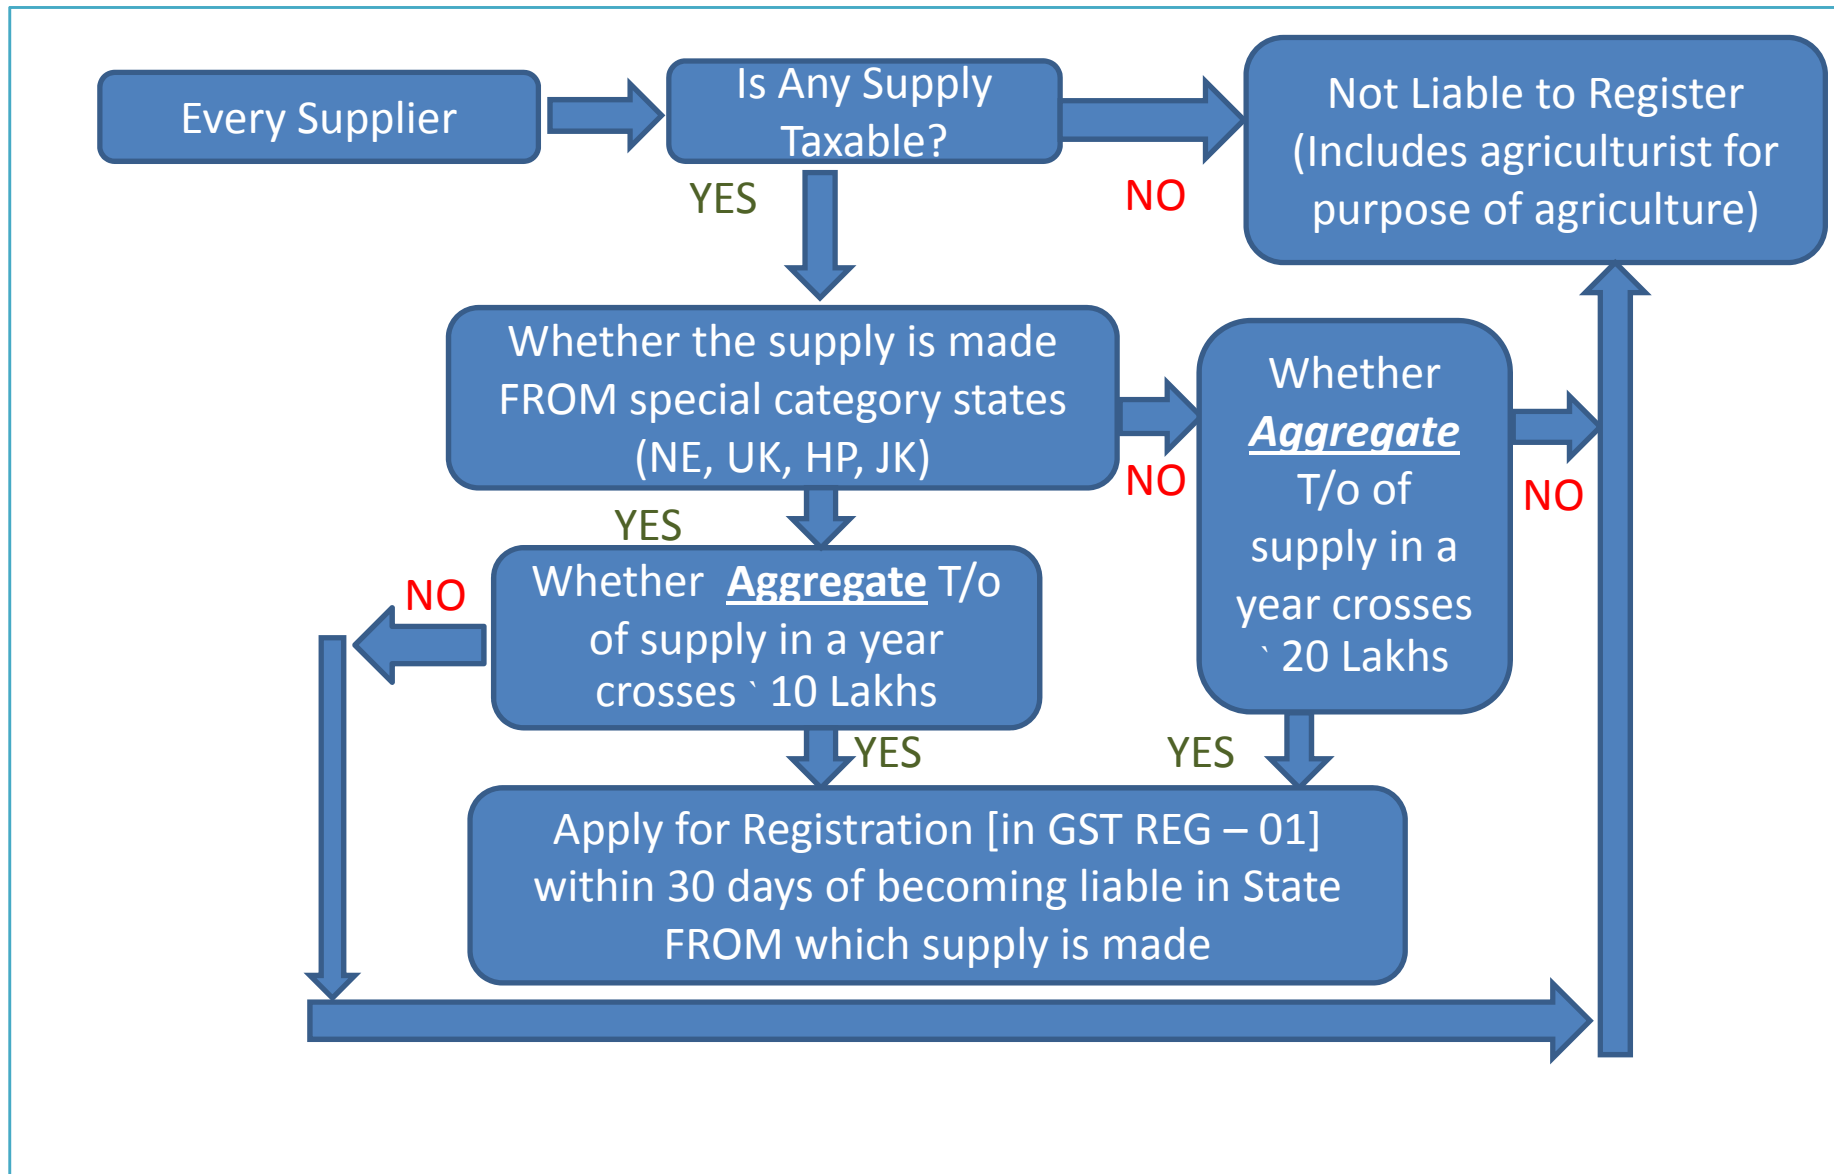 Every Supplier
Is Any Supply
Taxable?
Not Liable to Register
(Includes agriculturist for
purpose of agriculture)
YES
NO
Whether the supply is made
FROM special category states
(NE, UK, HP, JK)
NO
Whether
Aggregate
T/o of
supply in a
year crosses
` 20 Lakhs
NO
YES
Whether Aggregate T/o
of supply in a year
crosses ` 10 Lakhs
NO
YES
YES
Apply for Registration [in GST REG – 01]
within 30 days of becoming liable in State
FROM which supply is made